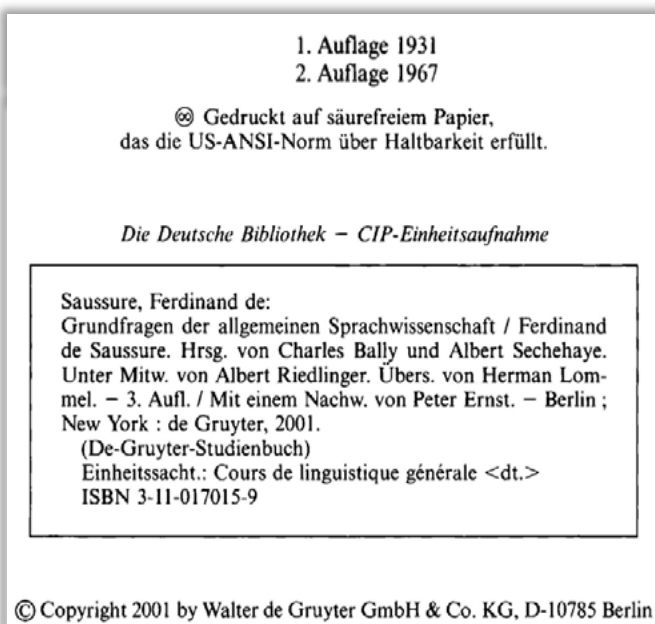 1. Auflage 1931
2. Auflage 1967
♾ Gedruckt auf säurefreiem Papier,
das die US-ANSI-Norm über Haltbarkeit erfüllt.
Die Deutsche Bibliothek – CIP-Einheitsaufnahme
Saussure, Ferdinand de:
Grundfragen der allgemeinen Sprachwissenschaft / Ferdinand
de Saussure. Hrsg. von Charles Bally und Albert Sechehaye.
Unter Mitw. von Albert Riedlinger. Übers. von Herman Lom-
mel. – 3. Aufl. / Mit einem Nachw. von Peter Ernst. – Berlin ;
New York : de Gruyter, 2001.
(De-Gruyter-Studienbuch)
Einheitssacht.: Cours de linguistique générale <dt.>
ISBN 3-11-017015-9
© Copyright 2001 by Walter de Gruyter GmbH & Co. KG, D-10785 Berlin